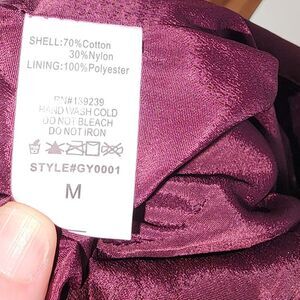 SHELL:70%Cotton
30%Nylon
LINING:100%Polyester
RN#139239
HAND WASH COLD
DO NOT BLEACH
DO NOT IRON
STYLE#GY0001
M